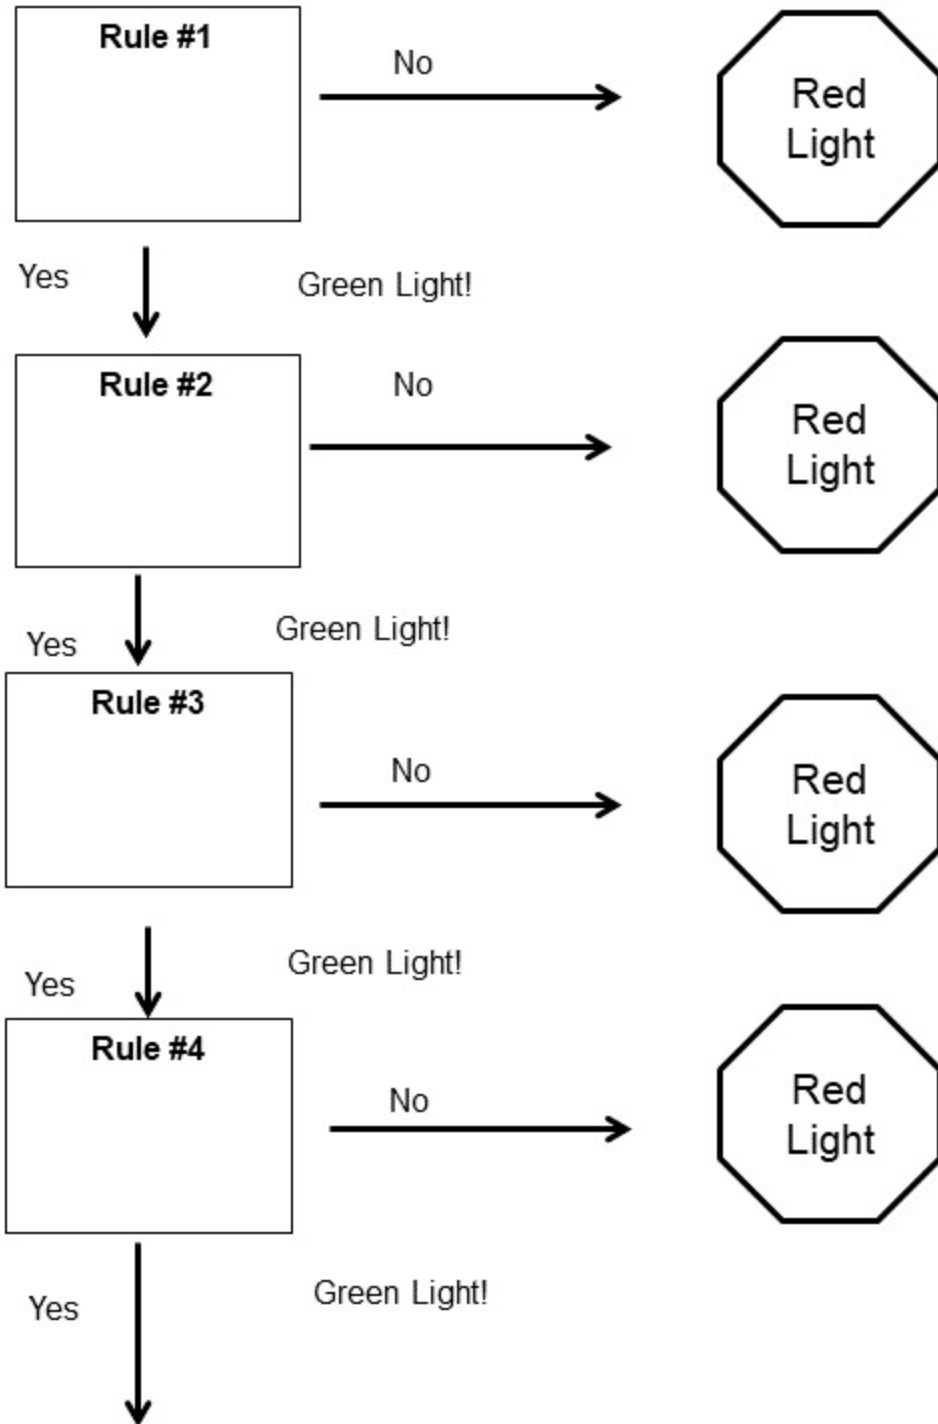 Rule #1
No
Red
Light
Yes
Green Light!
Rule #2
No
Red
Light
Yes
Green Light!
Rule #3
No
Red
Light
Yes
Green Light!
Rule #4
No
Red
Light
Yes
Green Light!